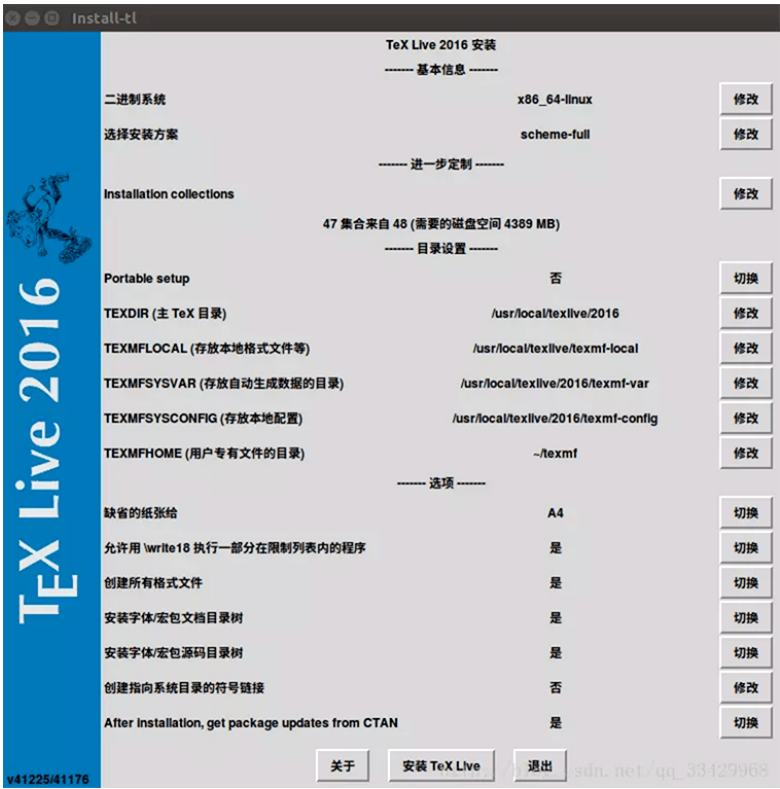 Install-tl
TeX Live 2016 安装
------- 基本信息 -------
二进制系统 x86_64-linux 修改
选择安装方案 scheme-full 修改
------- 进一步定制 -------
Installation collections 修改
47 集合来自 48 (需要的磁盘空间 4389 MB)
------- 目录设置 -------
Portable setup 否 切换
TEXDIR (主 TeX 目录) /usr/local/texlive/2016 修改
TEXMFLOCAL (存放本地格式文件等) /usr/local/texlive/texmf-local 修改
TEXMFSYSVAR (存放自动生成数据的目录) /usr/local/texlive/2016/texmf-var 修改
TEXMFSYSCONFIG (存放本地配置) /usr/local/texlive/2016/texmf-config 修改
TEXMFHOME (用户专有文件的目录) ~/texmf 修改
------- 选项 -------
缺省的纸张给 A4 切换
允许用 \write18 执行一部分在限制列表内的程序 是 切换
创建所有格式文件 是 切换
安装字体/宏包文档目录树 是 切换
安装字体/宏包源码目录树 是 切换
创建指向系统目录的符号链接 否 修改
After installation, get package updates from CTAN 是 切换
关于 安装 TeX Live 退出
TEX Live 2016
v41225/41176
sdn.net/qq_33429968